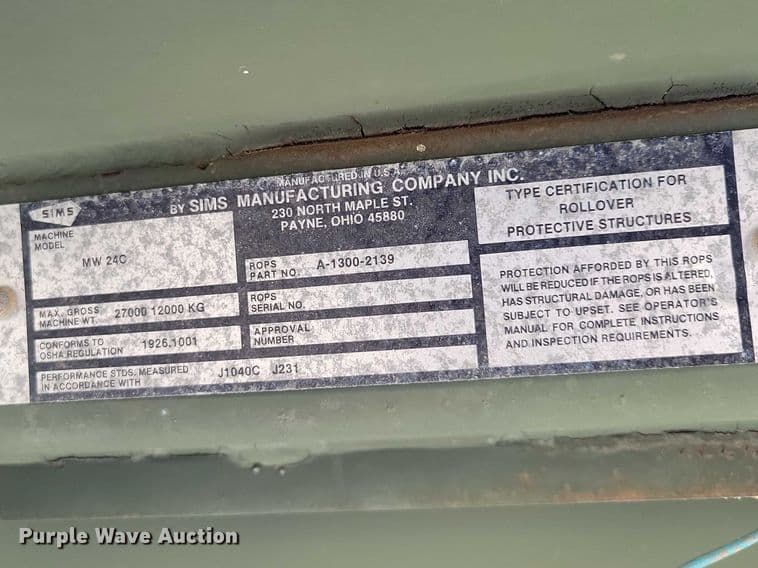 MANUFACTURED IN U.S.A.
SIMS
BY SIMS MANUFACTURING COMPANY INC.
230 NORTH MAPLE ST.
PAYNE, OHIO 45880
MACHINE
MODEL
MW 24C
MAX. GROSS
MACHINE WT. 27000 12000 KG
CONFORMS TO
OSHA REGULATION 1926.1001
PERFORMANCE STDS. MEASURED
IN ACCORDANCE WITH J1040C J231
ROPS
PART NO. A-1300-2139
ROPS
SERIAL NO.
APPROVAL
NUMBER
TYPE CERTIFICATION FOR
ROLLOVER
PROTECTIVE STRUCTURES
PROTECTION AFFORDED BY THIS ROPS
WILL BE REDUCED IF THE ROPS IS ALTERED,
HAS STRUCTURAL DAMAGE, OR HAS BEEN
SUBJECT TO UPSET. SEE OPERATOR'S
MANUAL FOR COMPLETE INSTRUCTIONS
AND INSPECTION REQUIREMENTS.
Purple Wave Auction